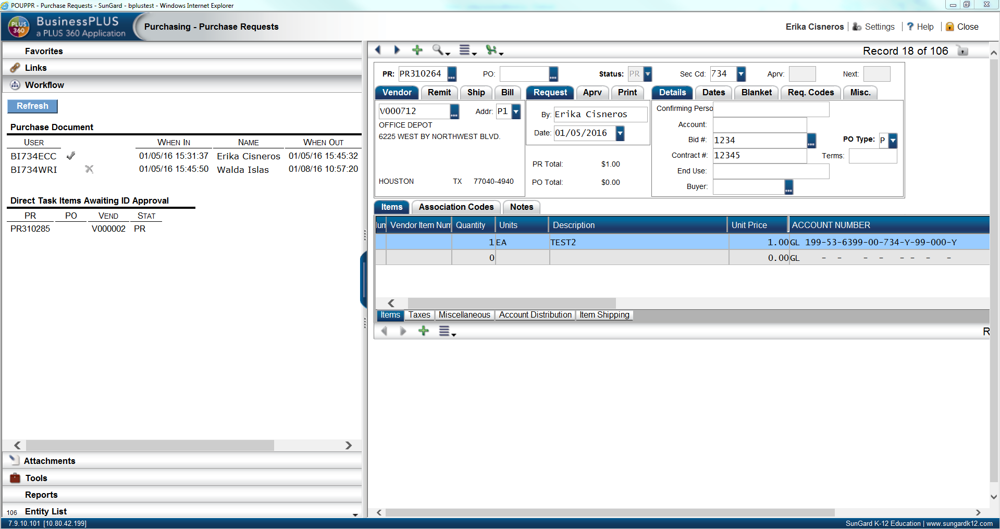 POUPPR - Purchase Requests - SunGard - bplustest - Windows Internet Explorer
PLUS 360
BusinessPLUS
a PLUS 360 Application
Purchasing - Purchase Requests
Erika Cisneros Settings Help Close
Favorites
Links
Workflow
Refresh
Purchase Document
USER WHEN IN NAME WHEN OUT
BI734ECC 01/05/16 15:31:37 Erika Cisneros 01/05/16 15:45:32
BI734WRI 01/05/16 15:45:50 Walda Islas 01/08/16 10:57:20
Direct Task Items Awaiting ID Approval
PR PO VEND STAT
PR310285 V000002 PR
Attachments
Tools
Reports
106 Entity List
Record 18 of 106
PR: PR310264 PO: Status: PR Sec Cd: 734 Aprv: Next:
Vendor Remit Ship Bill Request Aprv Print Details Dates Blanket Req. Codes Misc.
V000712 Addr: P1
OFFICE DEPOT
6225 WEST BY NORTHWEST BLVD.
HOUSTON TX 77040-4940
By: Erika Cisneros
Date: 01/05/2016
PR Total: $1.00
PO Total: $0.00
Confirming Perso
Account:
Bid #: 1234 PO Type: P
Contract #: 12345 Terms:
End Use:
Buyer:
Items Association Codes Notes
Vendor Item Num Quantity Units Description Unit Price ACCOUNT NUMBER
1 EA TEST2 1.00 GL 199-53-6399-00-734-Y-99-000-Y
0 0.00 GL - - - - - - - -
Items Taxes Miscellaneous Account Distribution Item Shipping
R
7.9.10.101 [10.80.42.199] SunGard K-12 Education | www.sungardk12.com